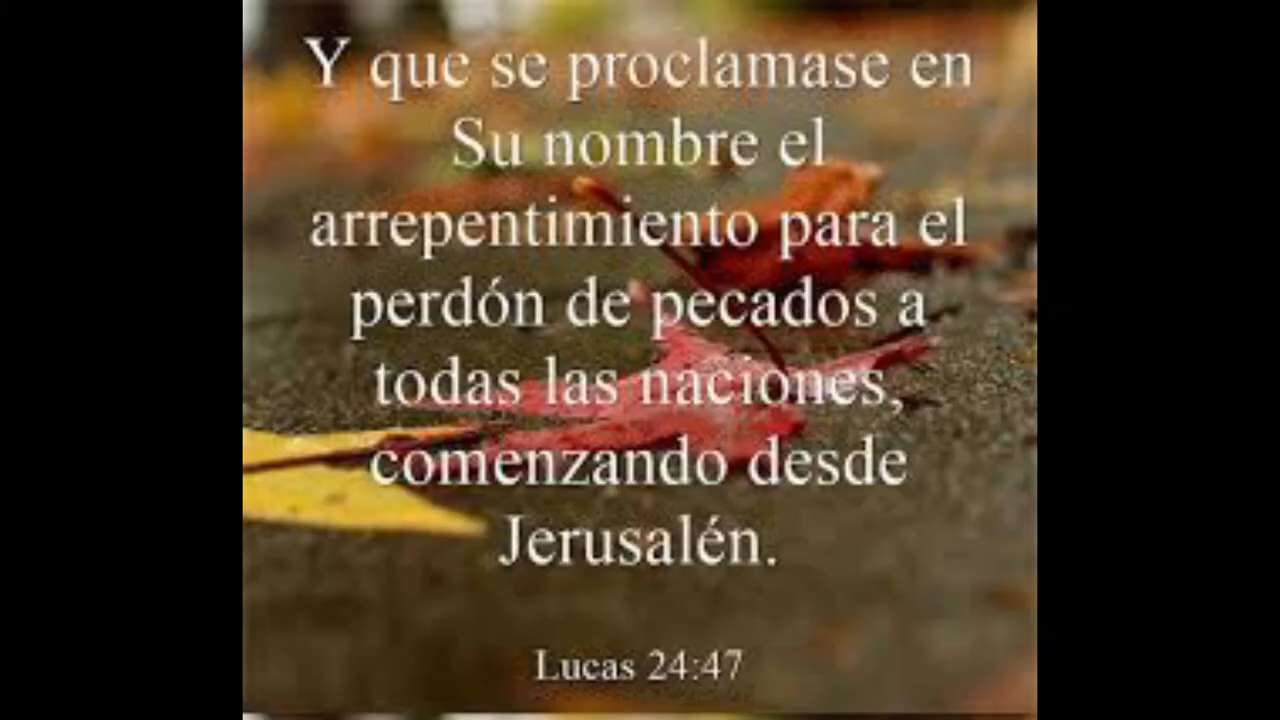 Y que se proclamase en
Su nombre el
arrepentimiento para el
perdón de pecados a
todas las naciones,
comenzando desde
Jerusalén.
Lucas 24:47